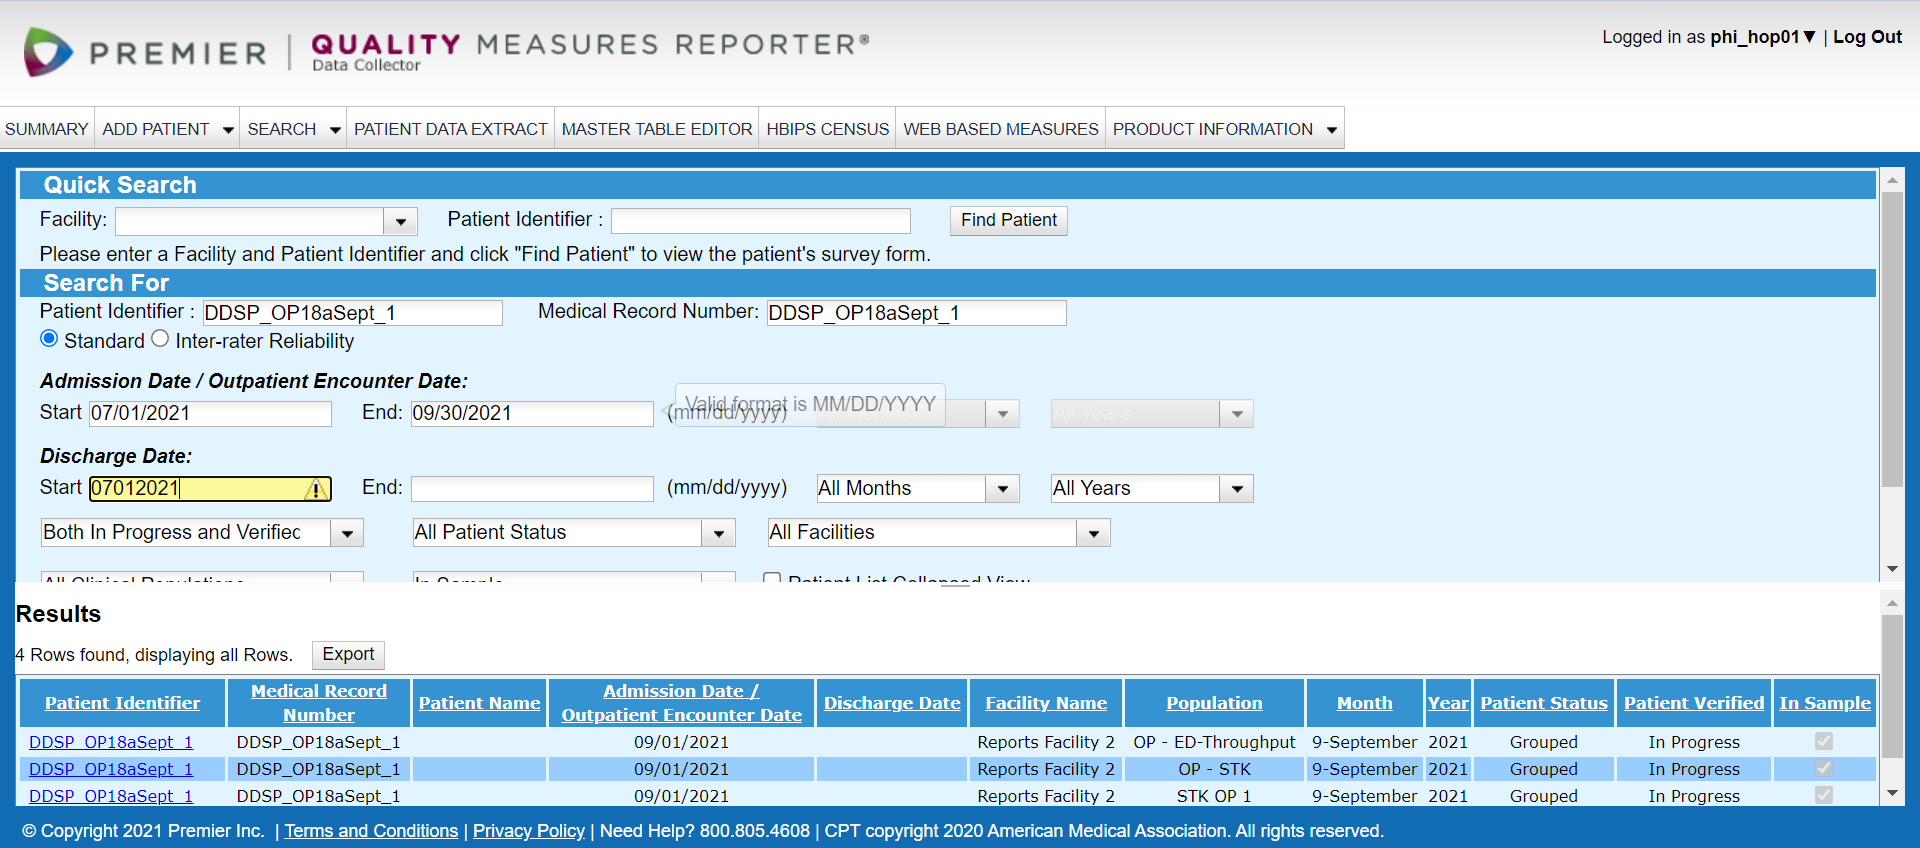 PREMIER | QUALITY MEASURES REPORTER®
Data Collector
Logged in as phi_hop01▼ | Log Out
SUMMARY ADD PATIENT SEARCH PATIENT DATA EXTRACT MASTER TABLE EDITOR HBIPS CENSUS WEB BASED MEASURES PRODUCT INFORMATION
Quick Search
Facility: Patient Identifier : Find Patient
Please enter a Facility and Patient Identifier and click "Find Patient" to view the patient's survey form.
Search For
Patient Identifier : DDSP_OP18aSept_1 Medical Record Number: DDSP_OP18aSept_1
Standard Inter-rater Reliability
Admission Date / Outpatient Encounter Date:
Valid format is MM/DD/YYYY
Start 07/01/2021 End: 09/30/2021 (mm/dd/yyyy) All Years
Discharge Date:
Start 07012021 End: (mm/dd/yyyy) All Months All Years
Both In Progress and Verified All Patient Status All Facilities
All Clinical Populations In Sample Patient List Collapsed View
Results
4 Rows found, displaying all Rows. Export
Patient Identifier Medical Record Number Patient Name Admission Date / Outpatient Encounter Date Discharge Date Facility Name Population Month Year Patient Status Patient Verified In Sample
DDSP_OP18aSept_1 DDSP_OP18aSept_1 09/01/2021 Reports Facility 2 OP - ED-Throughput 9-September 2021 Grouped In Progress
DDSP_OP18aSept_1 DDSP_OP18aSept_1 09/01/2021 Reports Facility 2 OP - STK 9-September 2021 Grouped In Progress
DDSP_OP18aSept_1 DDSP_OP18aSept_1 09/01/2021 Reports Facility 2 STK OP 1 9-September 2021 Grouped In Progress
© Copyright 2021 Premier Inc. | Terms and Conditions | Privacy Policy | Need Help? 800.805.4608 | CPT copyright 2020 American Medical Association. All rights reserved.